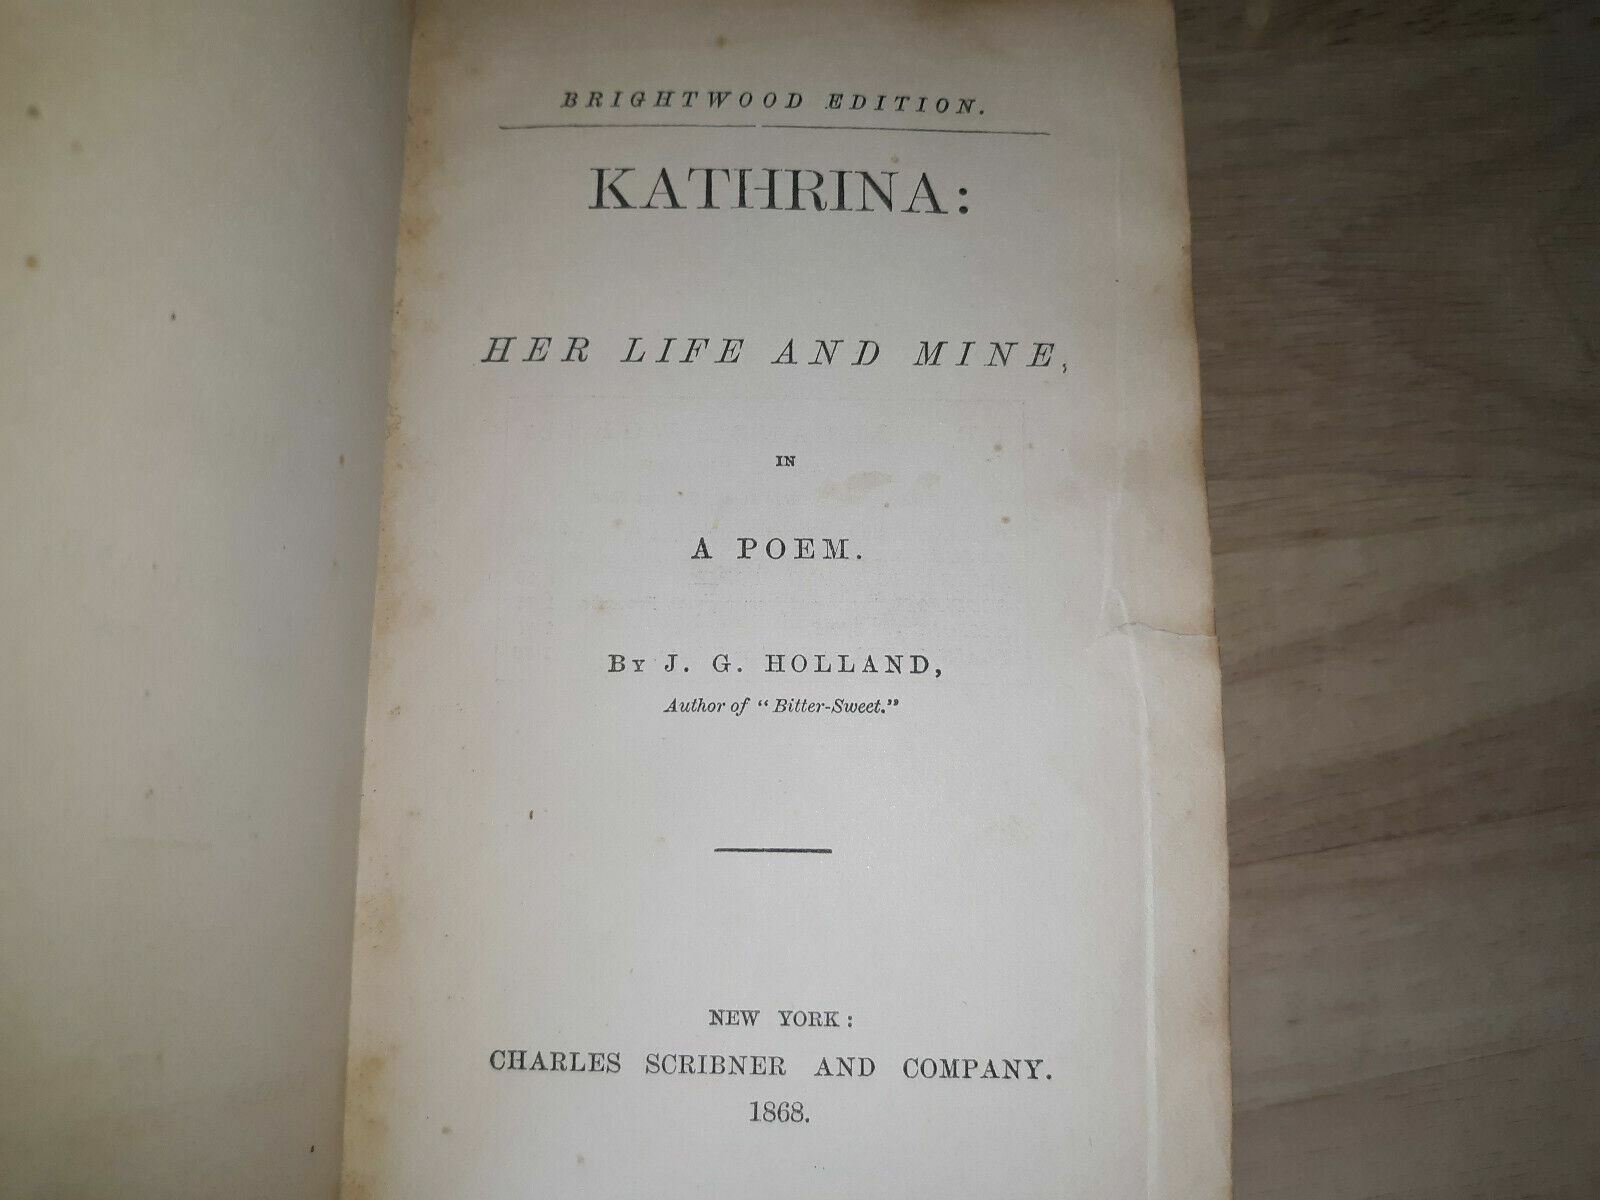 BRIGHTWOOD EDITION.
KATHRINA:
HER LIFE AND MINE,
IN
A POEM.
By J. G. HOLLAND,
Author of "Bitter-Sweet."
NEW YORK:
CHARLES SCRIBNER AND COMPANY.
1868.